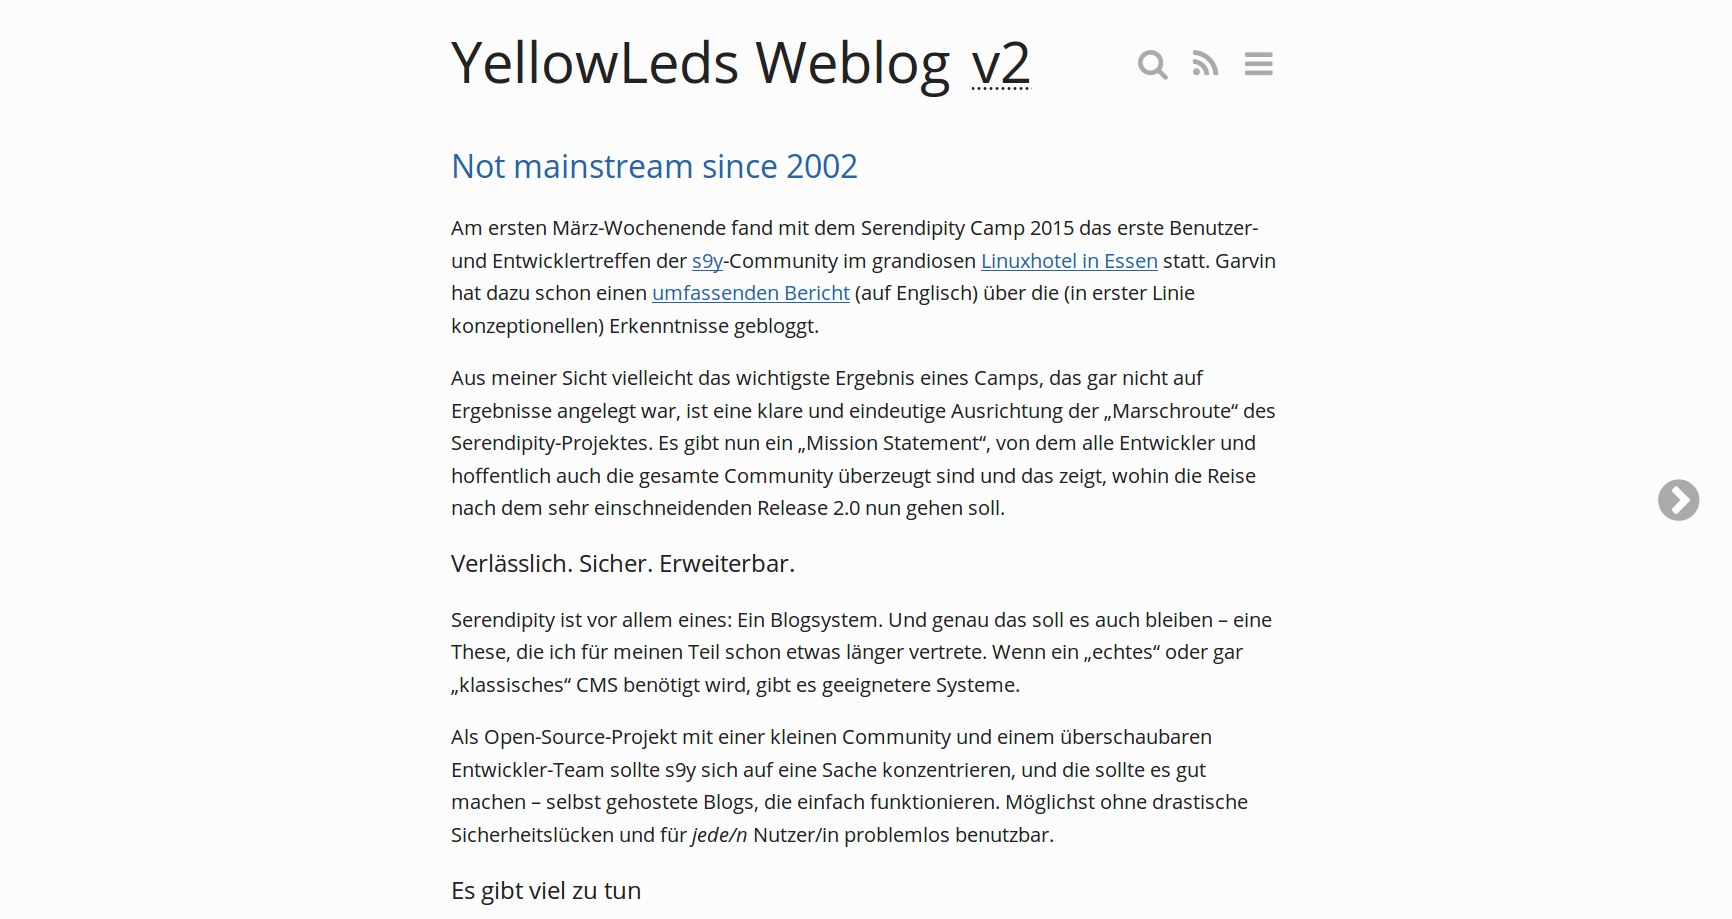 YellowLeds Weblog v2
Not mainstream since 2002
Am ersten März-Wochenende fand mit dem Serendipity Camp 2015 das erste Benutzer-
und Entwicklertreffen der s9y-Community im grandiosen Linuxhotel in Essen statt. Garvin
hat dazu schon einen umfassenden Bericht (auf Englisch) über die (in erster Linie
konzeptionellen) Erkenntnisse gebloggt.
Aus meiner Sicht vielleicht das wichtigste Ergebnis eines Camps, das gar nicht auf
Ergebnisse angelegt war, ist eine klare und eindeutige Ausrichtung der „Marschroute“ des
Serendipity-Projektes. Es gibt nun ein „Mission Statement“, von dem alle Entwickler und
hoffentlich auch die gesamte Community überzeugt sind und das zeigt, wohin die Reise
nach dem sehr einschneidenden Release 2.0 nun gehen soll.
Verlässlich. Sicher. Erweiterbar.
Serendipity ist vor allem eines: Ein Blogsystem. Und genau das soll es auch bleiben – eine
These, die ich für meinen Teil schon etwas länger vertrete. Wenn ein „echtes“ oder gar
„klassisches“ CMS benötigt wird, gibt es geeignetere Systeme.
Als Open-Source-Projekt mit einer kleinen Community und einem überschaubaren
Entwickler-Team sollte s9y sich auf eine Sache konzentrieren, und die sollte es gut
machen – selbst gehostete Blogs, die einfach funktionieren. Möglichst ohne drastische
Sicherheitslücken und für jede/n Nutzer/in problemlos benutzbar.
Es gibt viel zu tun